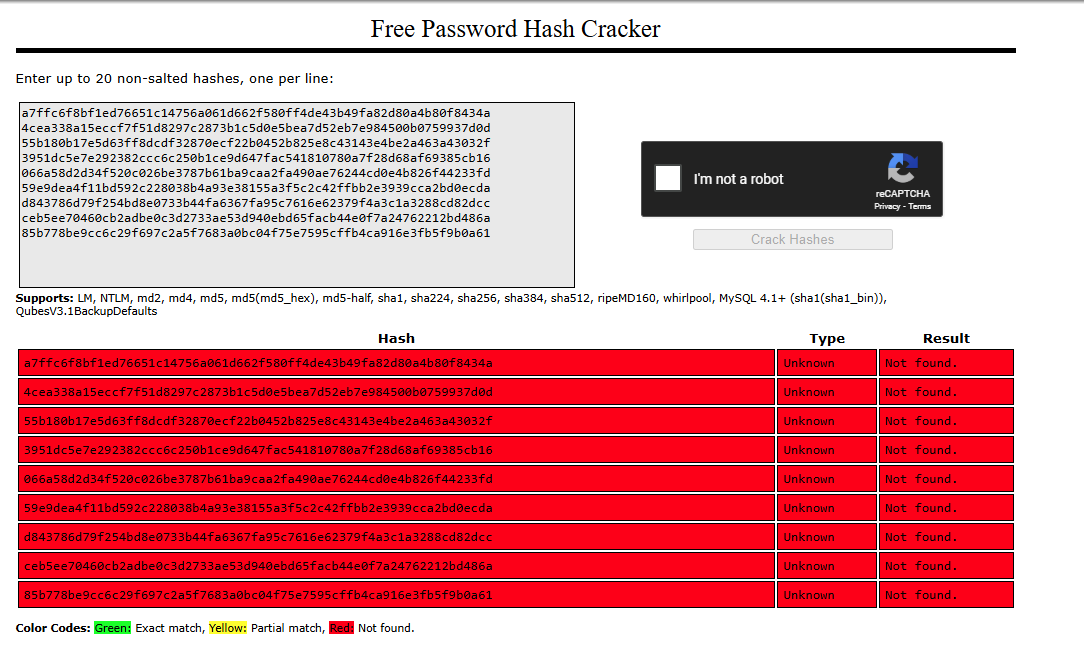 Free Password Hash Cracker
Enter up to 20 non-salted hashes, one per line:
a7ffc6f8bf1ed76651c14756a061d662f580ff4de43b49fa82d80a4b80f8434a
4cea338a15eccf7f51d8297c2873b1c5d0e5bea7d52eb7e984500b0759937d0d
55b180b17e5d63ff8dcdf32870ecf22b0452b825e8c43143e4be2a463a43032f
3951dc5e7e292382ccc6c250b1ce9d647fac541810780a7f28d68af69385cb16
066a58d2d34f520c026be3787b61ba9caa2fa490ae76244cd0e4b826f44233fd
59e9dea4f11bd592c228038b4a93e38155a3f5c2c42ffbb2e3939cca2bd0ecda
d843786d79f254bd8e0733b44fa6367fa95c7616e62379f4a3c1a3288cd82dcc
ceb5ee70460cb2adbe0c3d2733ae53d940ebd65facb44e0f7a24762212bd486a
85b778be9cc6c29f697c2a5f7683a0bc04f75e7595cffb4ca916e3fb5f9b0a61
I'm not a robot
reCAPTCHA
Privacy - Terms
Crack Hashes
Supports: LM, NTLM, md2, md4, md5, md5(md5_hex), md5-half, sha1, sha224, sha256, sha384, sha512, ripeMD160, whirlpool, MySQL 4.1+ (sha1(sha1_bin)),
QubesV3.1BackupDefaults
Hash Type Result
a7ffc6f8bf1ed76651c14756a061d662f580ff4de43b49fa82d80a4b80f8434a Unknown Not found.
4cea338a15eccf7f51d8297c2873b1c5d0e5bea7d52eb7e984500b0759937d0d Unknown Not found.
55b180b17e5d63ff8dcdf32870ecf22b0452b825e8c43143e4be2a463a43032f Unknown Not found.
3951dc5e7e292382ccc6c250b1ce9d647fac541810780a7f28d68af69385cb16 Unknown Not found.
066a58d2d34f520c026be3787b61ba9caa2fa490ae76244cd0e4b826f44233fd Unknown Not found.
59e9dea4f11bd592c228038b4a93e38155a3f5c2c42ffbb2e3939cca2bd0ecda Unknown Not found.
d843786d79f254bd8e0733b44fa6367fa95c7616e62379f4a3c1a3288cd82dcc Unknown Not found.
ceb5ee70460cb2adbe0c3d2733ae53d940ebd65facb44e0f7a24762212bd486a Unknown Not found.
85b778be9cc6c29f697c2a5f7683a0bc04f75e7595cffb4ca916e3fb5f9b0a61 Unknown Not found.
Color Codes: Green: Exact match, Yellow: Partial match, Red: Not found.